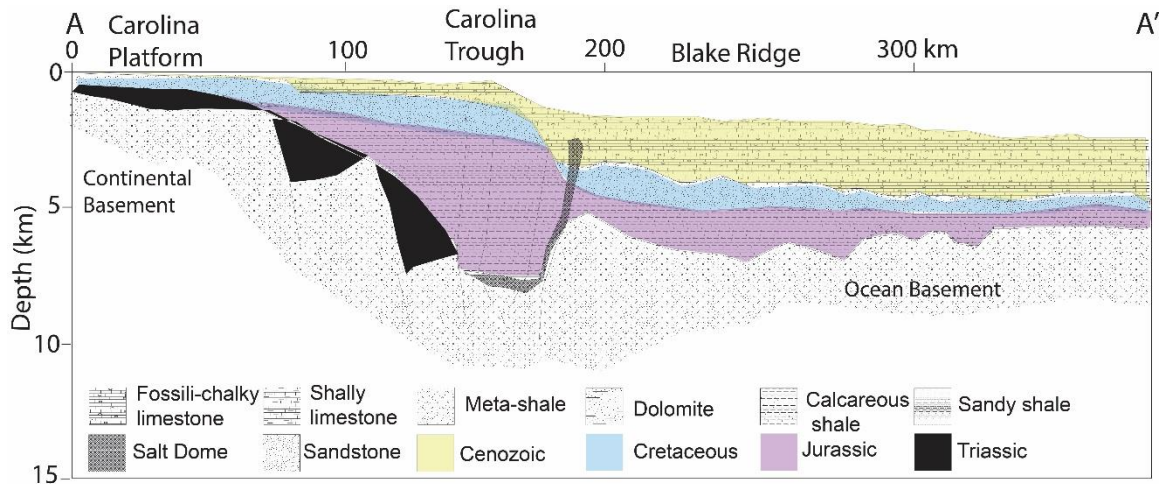 A
Carolina
Platform
Carolina
Trough
Blake Ridge
A'
0
100
200
300 km
0
5
10
15
Depth (km)
Continental
Basement
Ocean Basement
Fossili-chalky
limestone
Shally
limestone
Meta-shale
Dolomite
Calcareous
shale
Sandy shale
Salt Dome
Sandstone
Cenozoic
Cretaceous
Jurrassic
Triassic